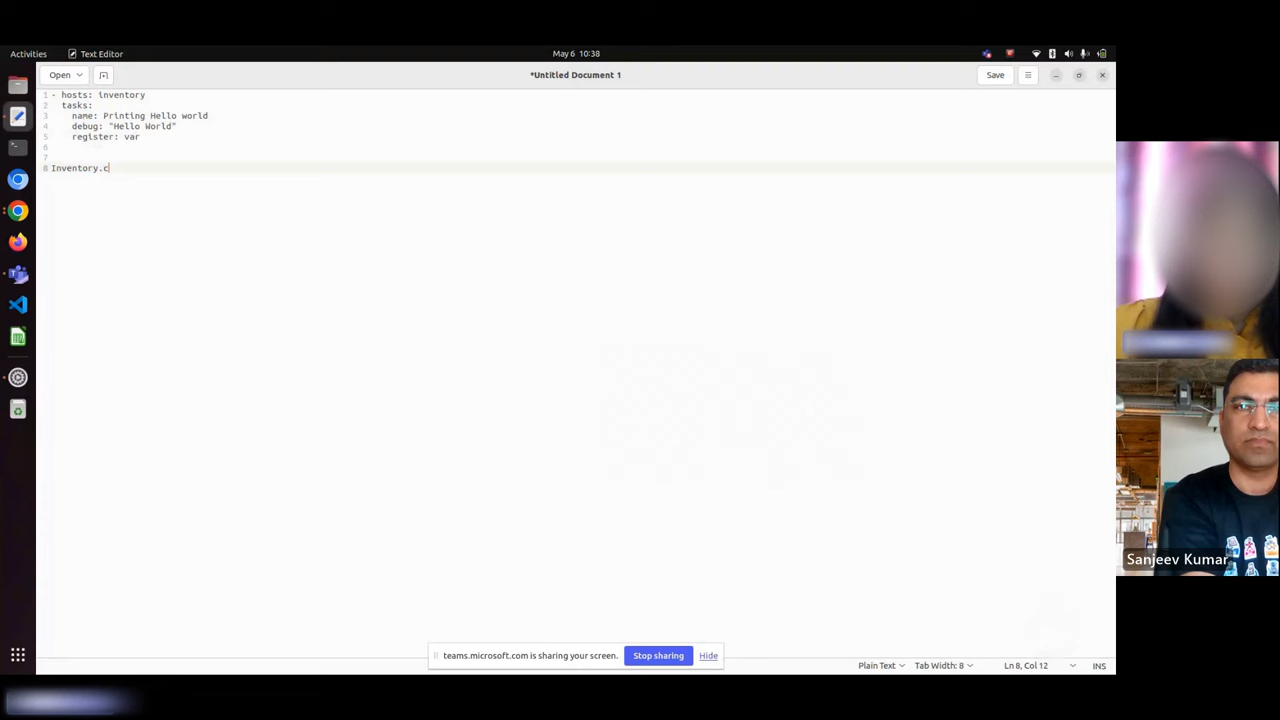 Activities
Text Editor
May 6 10:38
Open
*Untitled Document 1
Save
1 - hosts: inventory
2 tasks:
3 name: Printing Hello world
4 debug: "Hello World"
5 register: var
6
7
8 Inventory.c
Sanjeev Kumar
teams.microsoft.com is sharing your screen.
Stop sharing
Hide
Plain Text
Tab Width: 8
Ln 8, Col 12
INS